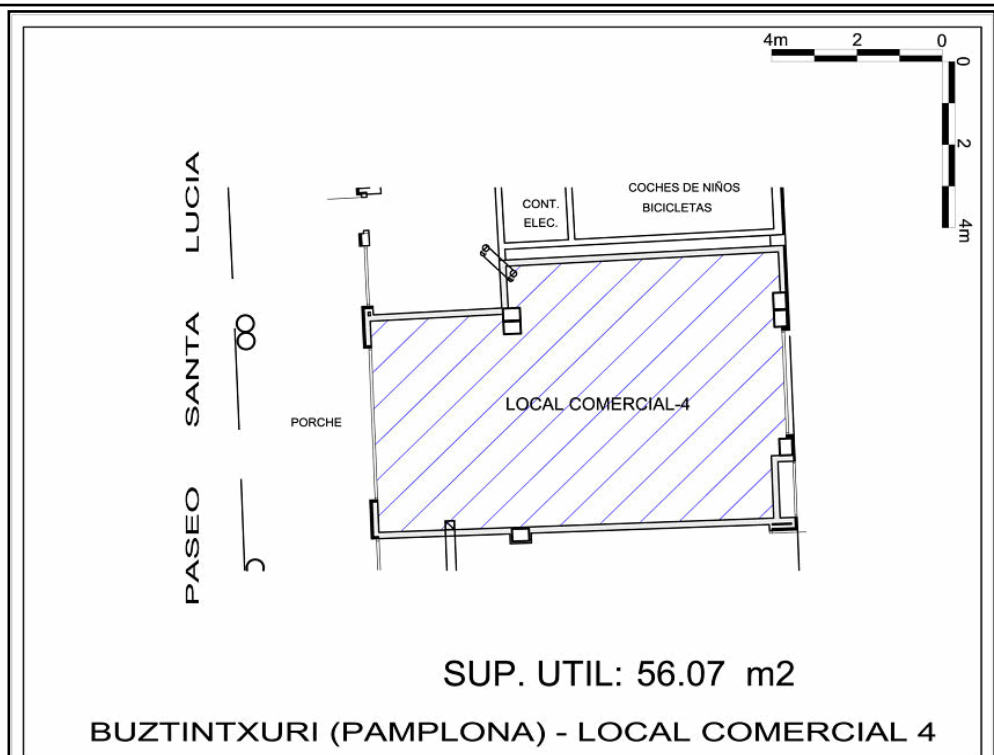 4m 2 0
0
2
4m
COCHES DE NIÑOS
BICICLETAS
CONT.
ELEC.
PASEO SANTA LUCIA
LOCAL COMERCIAL-4
PORCHE
SUP. UTIL: 56.07 m2
BUZTINTXURI (PAMPLONA) - LOCAL COMERCIAL 4